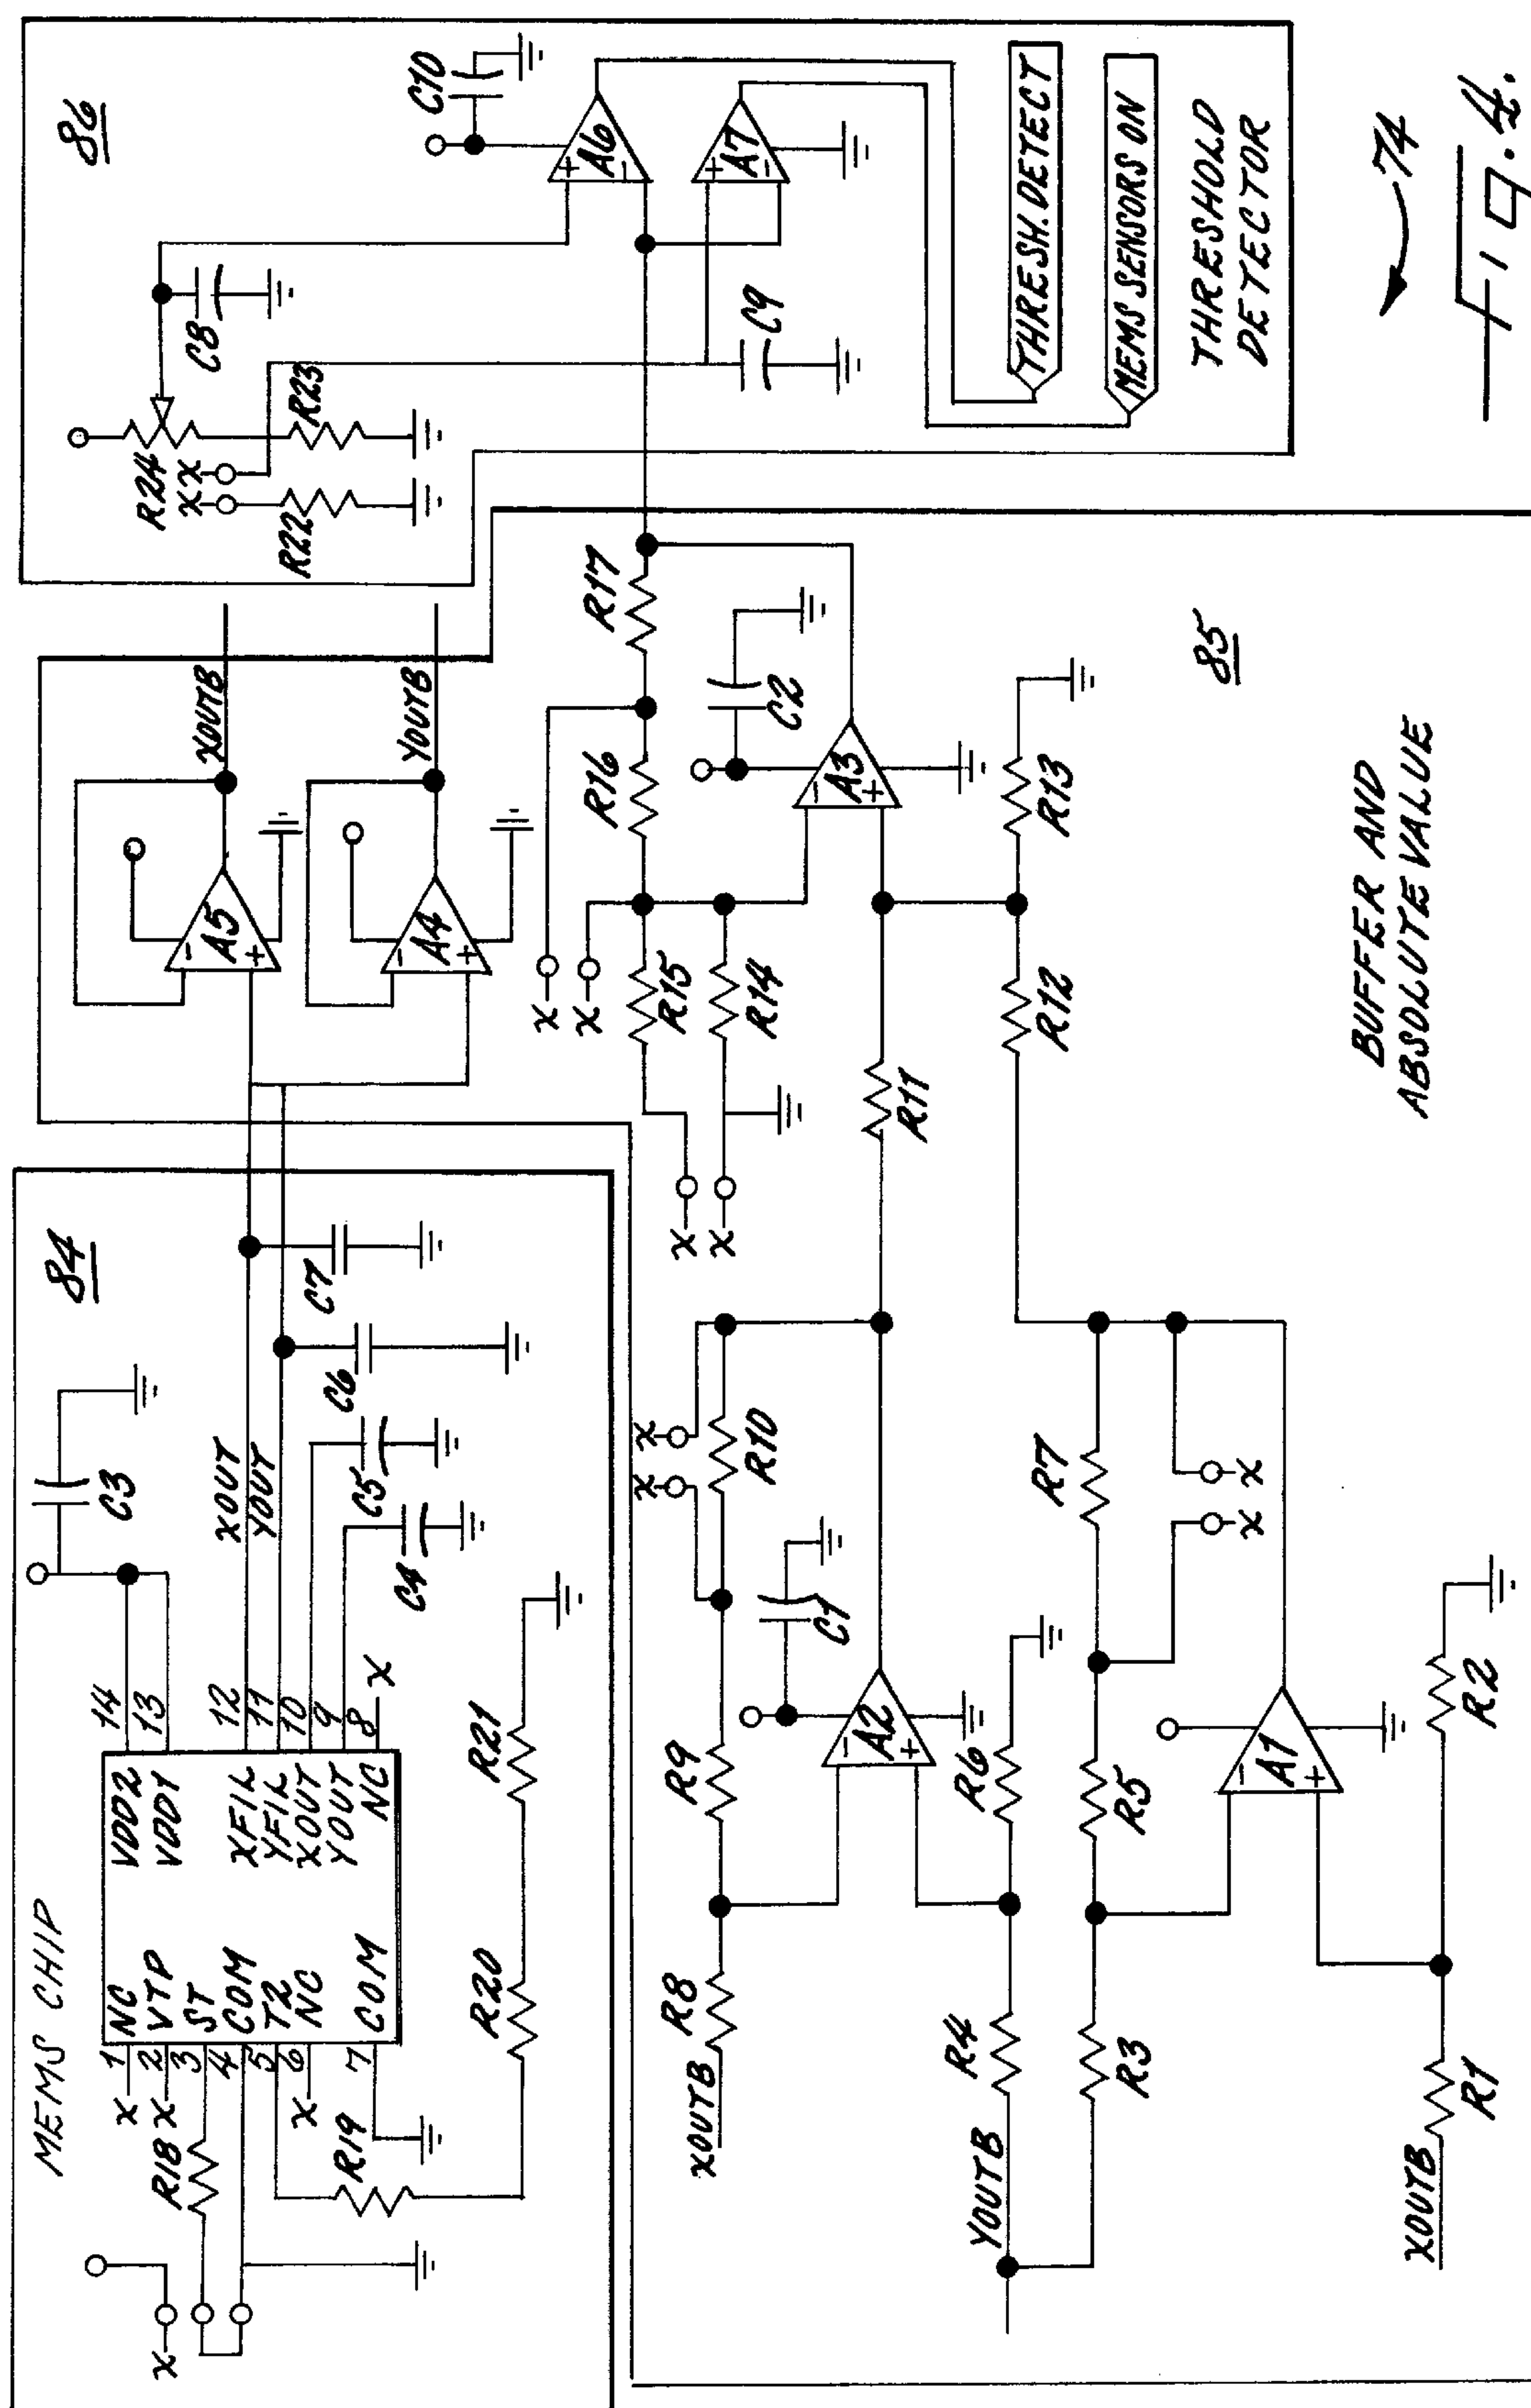 MEMS CHIP
84
1 NC
2 VTP
3 ST
4 COM
5 T2
6 NC
7 COM
VDD2 14
VDD1 13
XFIL 12
YFIL 11
XOUT 10
YOUT 9
NC 8
X
X
X
X
X
R18
R19
R20
R21
C3
XOUT
YOUT
C4
C5
C6
C7
A5
XOUTB
A4
YOUTB
XOUTB
R8
R9
R10
X
X
C1
A2
YOUTB
R4
R6
R3
R5
R7
X
X
A1
XOUTB
R1
R2
X
X
X
X
R15
R14
R16
R17
C2
A3
R11
R12
R13
85
BUFFER AND
ABSOLUTE VALUE
86
R24
X
X
R22
R23
C8
C9
C10
A6
A7
THRESH. DETECT
MEMS SENSORS ON
THRESHOLD
DETECTOR
74
Fig. 4.
- 
+
- 
+
- 
+
- 
+
- 
+
+
- 
+
-